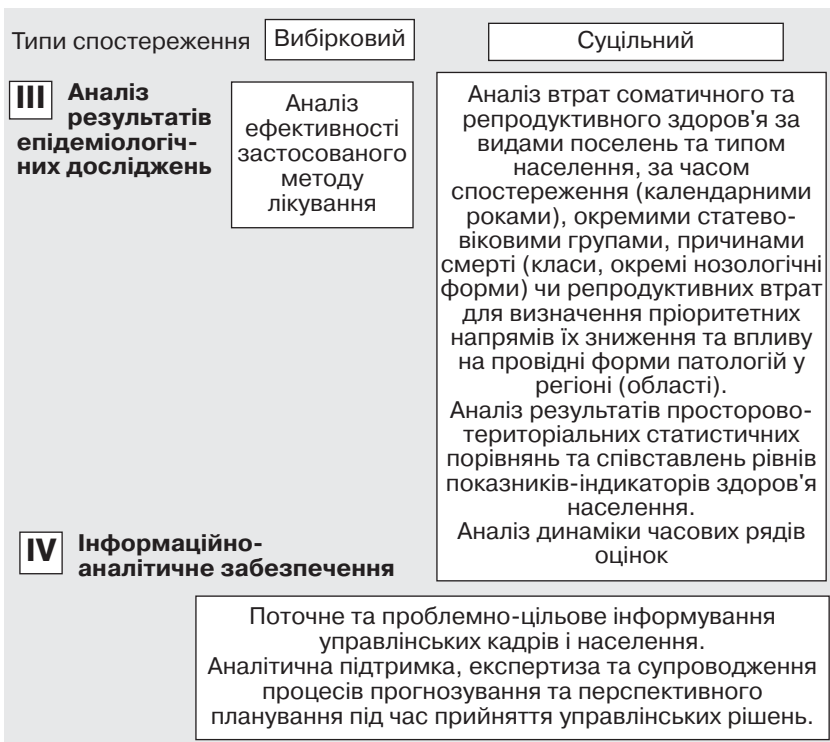 Типи спостереження
Вибірковий
Суцільний
III Аналіз
результатів
епідеміологіч-
них досліджень
Аналіз
ефективності
застосованого
методу
лікування
Аналіз втрат соматичного та
репродуктивного здоров'я за
видами поселень та типом
населення, за часом
спостереження (календарними
роками), окремими статево-
віковими групами, причинами
смерті (класи, окремі нозологічні
форми) чи репродуктивних втрат
для визначення пріоритетних
напрямів їх зниження та впливу
на провідні форми патологій у
регіоні (області).
Аналіз результатів просторово-
територіальних статистичних
порівнянь та співставлень рівнів
показників-індикаторів здоров'я
населення.
Аналіз динаміки часових рядів
оцінок
IV Інформаційно-
аналітичне забезпечення
Поточне та проблемно-цільове інформування
управлінських кадрів і населення.
Аналітична підтримка, експертиза та супроводження
процесів прогнозування та перспективного
планування під час прийняття управлінських рішень.